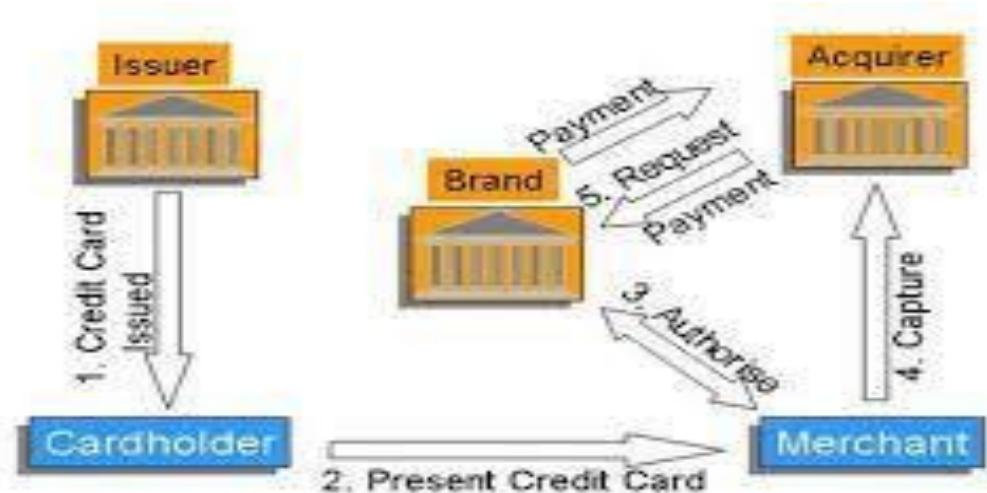 Issuer
Acquirer
Payment
5. Request
Payment
Brand
1. Credit Card
Issued
3. Authorise
4. Capture
Cardholder
Merchant
2. Present Credit Card